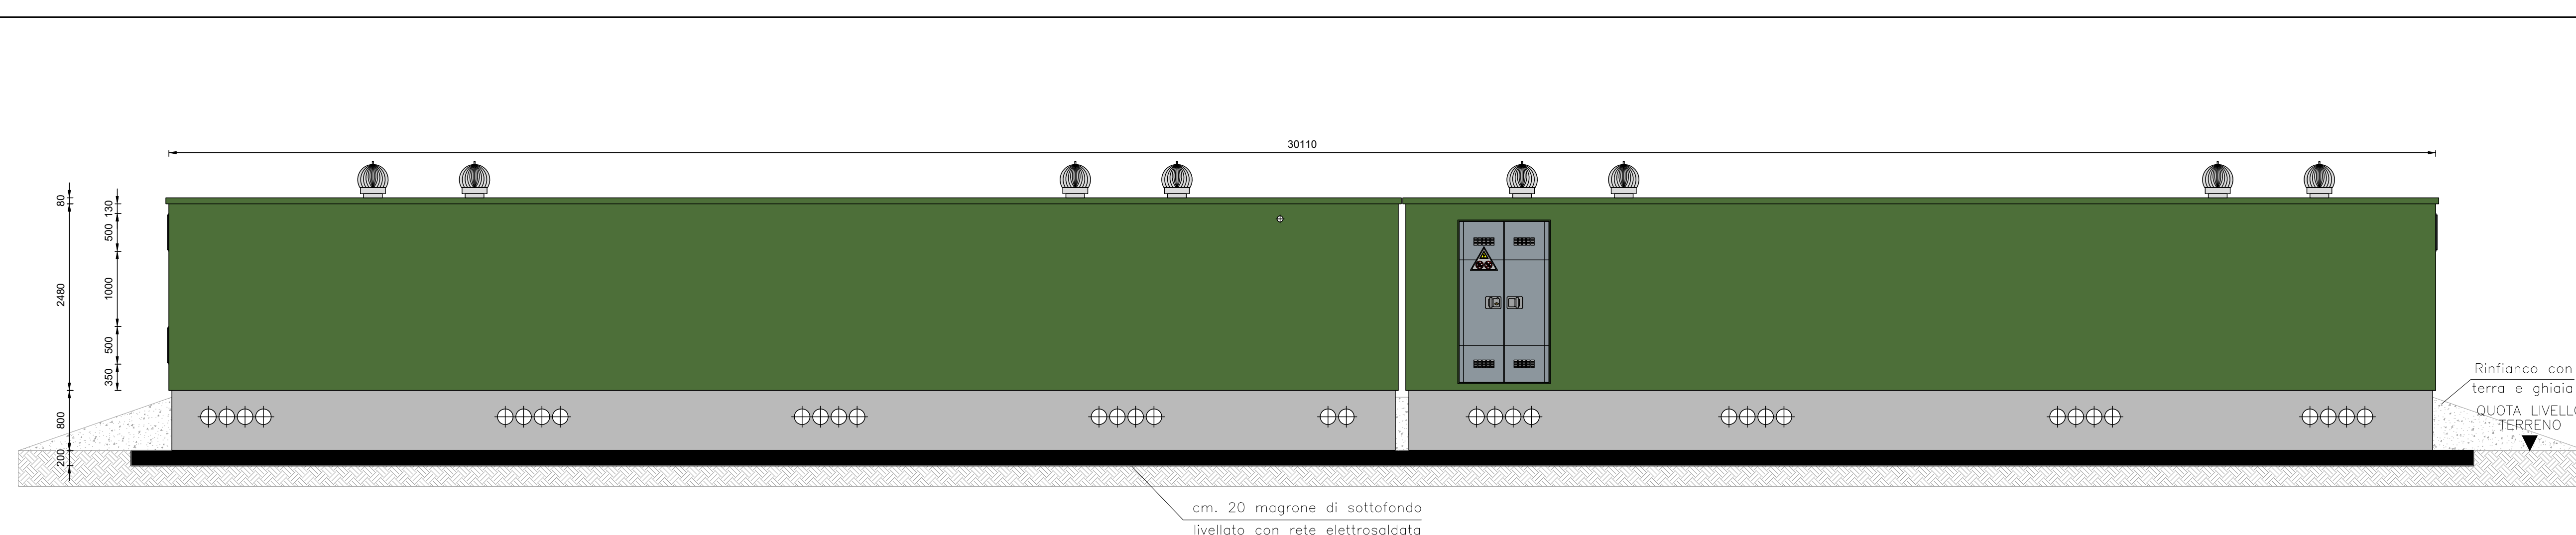 30110
80
130
500
2480
1000
500
350
800
200
Rinfianco con
terra e ghiaia
QUOTA LIVELLO
TERRENO
cm. 20 magrone di sottofondo
livellato con rete elettrosaldata